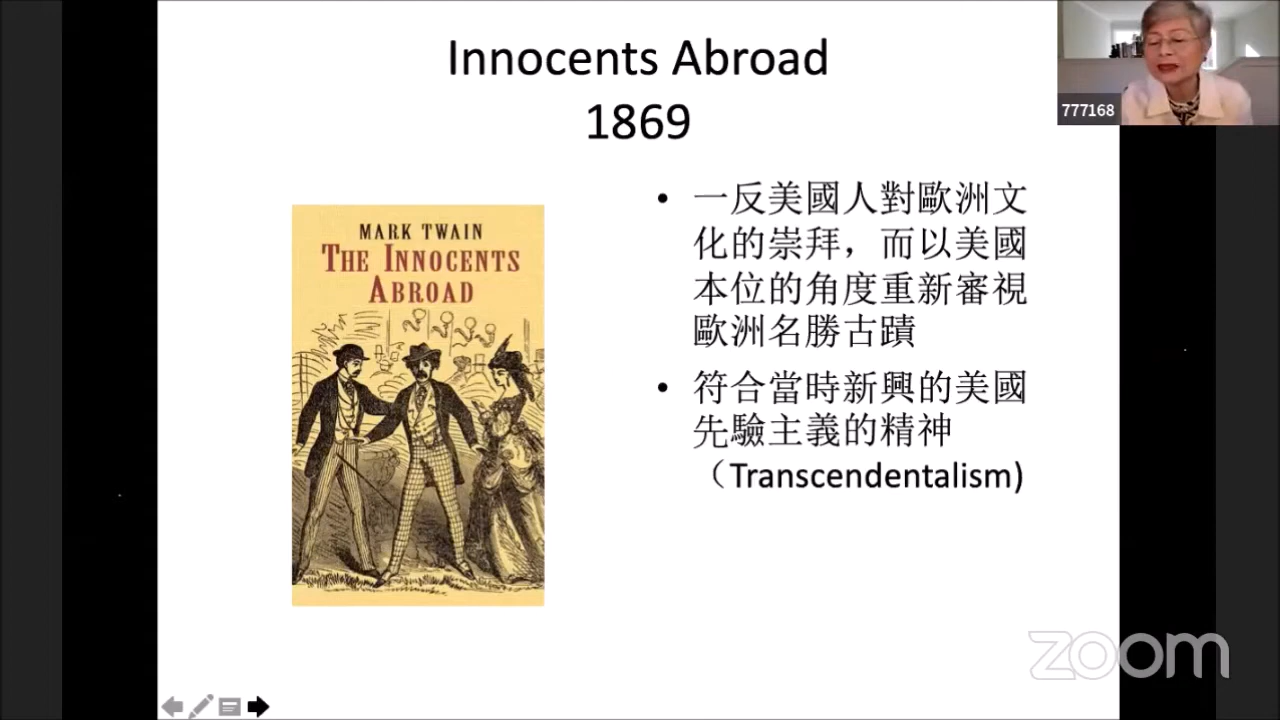 Innocents Abroad
1869
777168
MARK TWAIN
THE INNOCENTS
ABROAD
• 一反美國人對歐洲文
化的崇拜，而以美國
本位的角度重新審視
歐洲名勝古蹟
• 符合當時新興的美國
先驗主義的精神
（Transcendentalism)
zoom